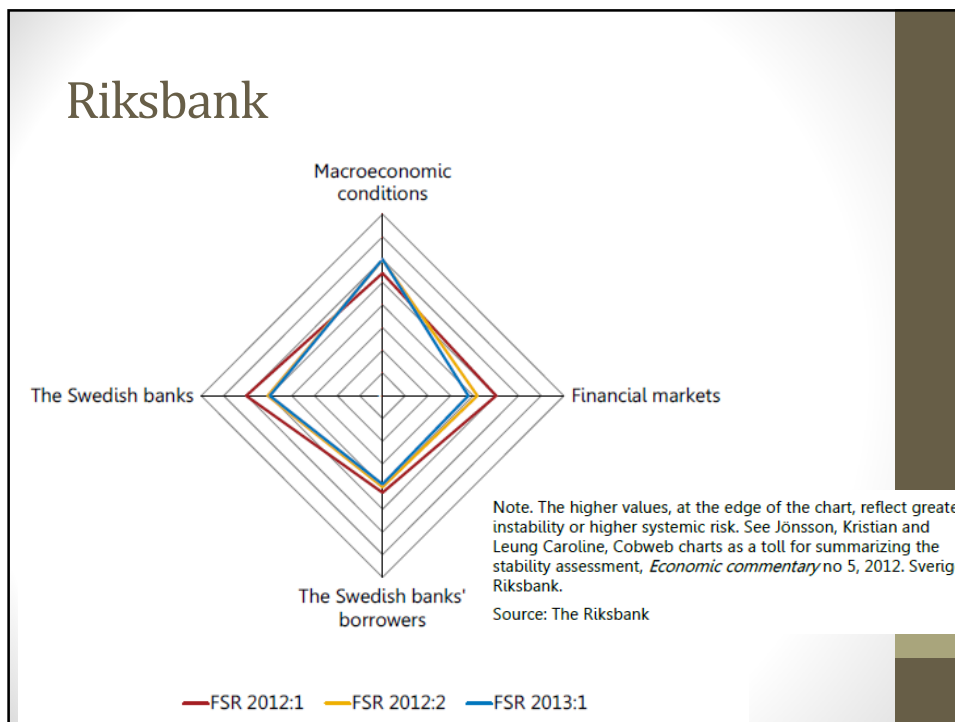 Riksbank
Macroeconomic
conditions
The Swedish banks
Financial markets
Note. The higher values, at the edge of the chart, reflect greate
instability or higher systemic risk. See Jönsson, Kristian and
Leung Caroline, Cobweb charts as a toll for summarizing the
stability assessment, Economic commentary no 5, 2012. Sverig
Riksbank.
Source: The Riksbank
The Swedish banks'
borrowers
FSR 2012:1 FSR 2012:2 FSR 2013:1